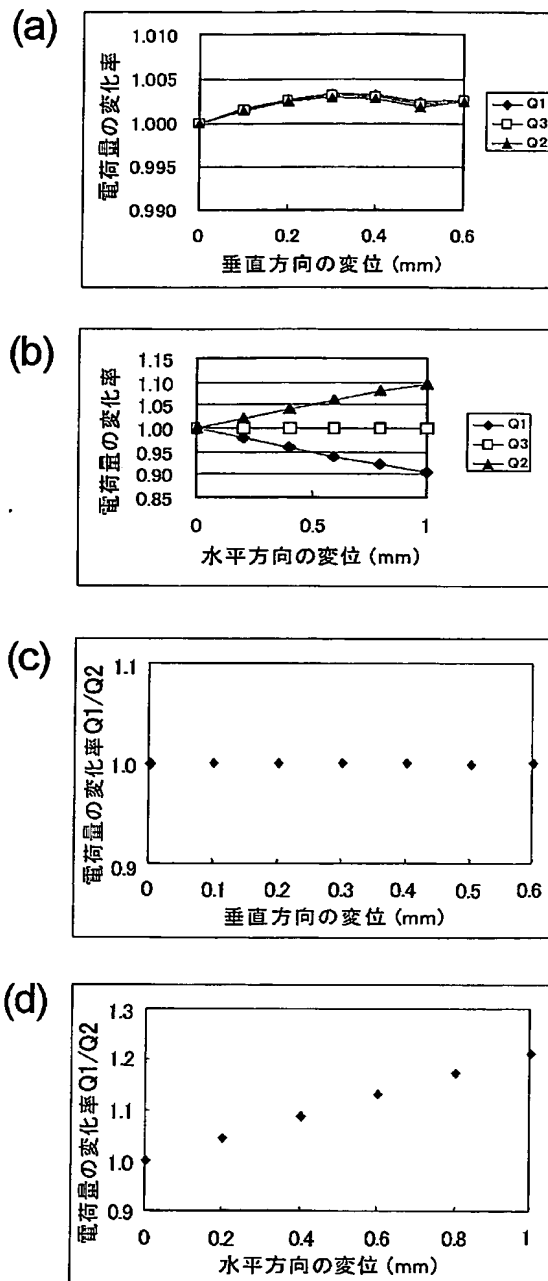 (a)
電荷量の変化率
1.010
1.005
1.000
0.995
0.990
0 0.2 0.4 0.6
垂直方向の変位 (mm)
Q1
Q3
Q2
(b)
電荷量の変化率
1.15
1.10
1.05
1.00
0.95
0.90
0.85
0 0.5 1
水平方向の変位 (mm)
Q1
Q3
Q2
(c)
電荷量の変化率Q1/Q2
1.1
1.0
0.9
0 0.1 0.2 0.3 0.4 0.5 0.6
垂直方向の変位 (mm)
(d)
電荷量の変化率Q1/Q2
1.3
1.2
1.1
1.0
0.9
0 0.2 0.4 0.6 0.8 1
水平方向の変位 (mm)